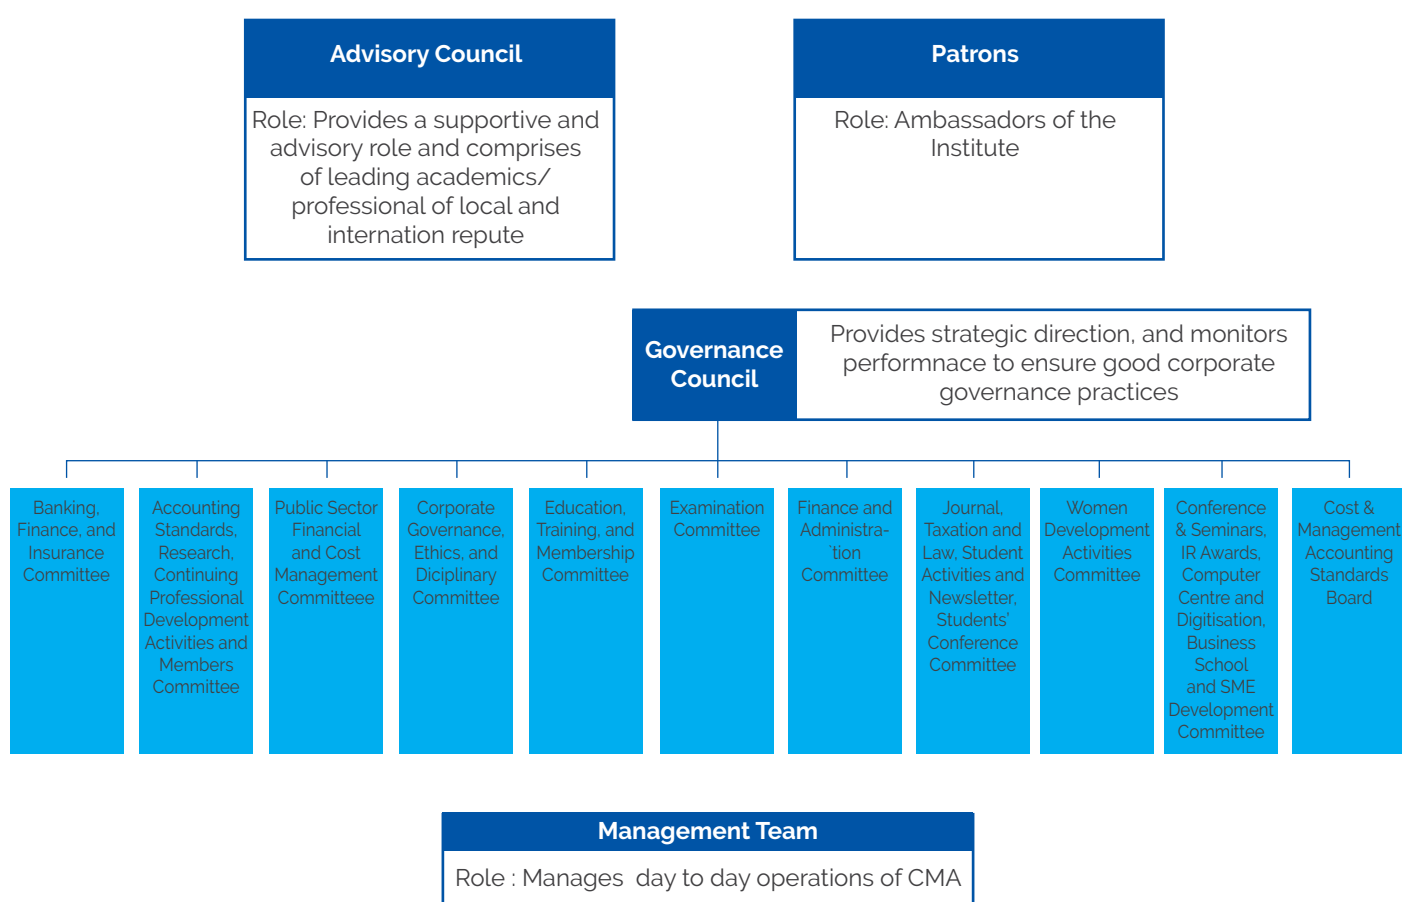 Advisory Council
Role: Provides a supportive and
advisory role and comprises
of leading academics/
professional of local and
internation repute
Patrons
Role: Ambassadors of the
Institute
Governance
Council
Provides strategic direction, and monitors
performnace to ensure good corporate
governance practices
Banking,
Finance, and
Insurance
Committee
Accounting
Standards,
Research,
Continuing
Professional
Development
Activities and
Members
Committee
Public Sector
Financial
and Cost
Management
Committeee
Corporate
Governance,
Ethics, and
Diciplinary
Committee
Education,
Training, and
Membership
Committee
Examination
Committee
Finance and
Administra-
`tion
Committee
Journal,
Taxation and
Law, Student
Activities and
Newsletter,
Students'
Conference
Committee
Women
Development
Activities
Committee
Conference
& Seminars,
IR Awards,
Computer
Centre and
Digitisation,
Business
School
and SME
Development
Committee
Cost &
Management
Accounting
Standards
Board
Management Team
Role : Manages  day to day operations of CMA